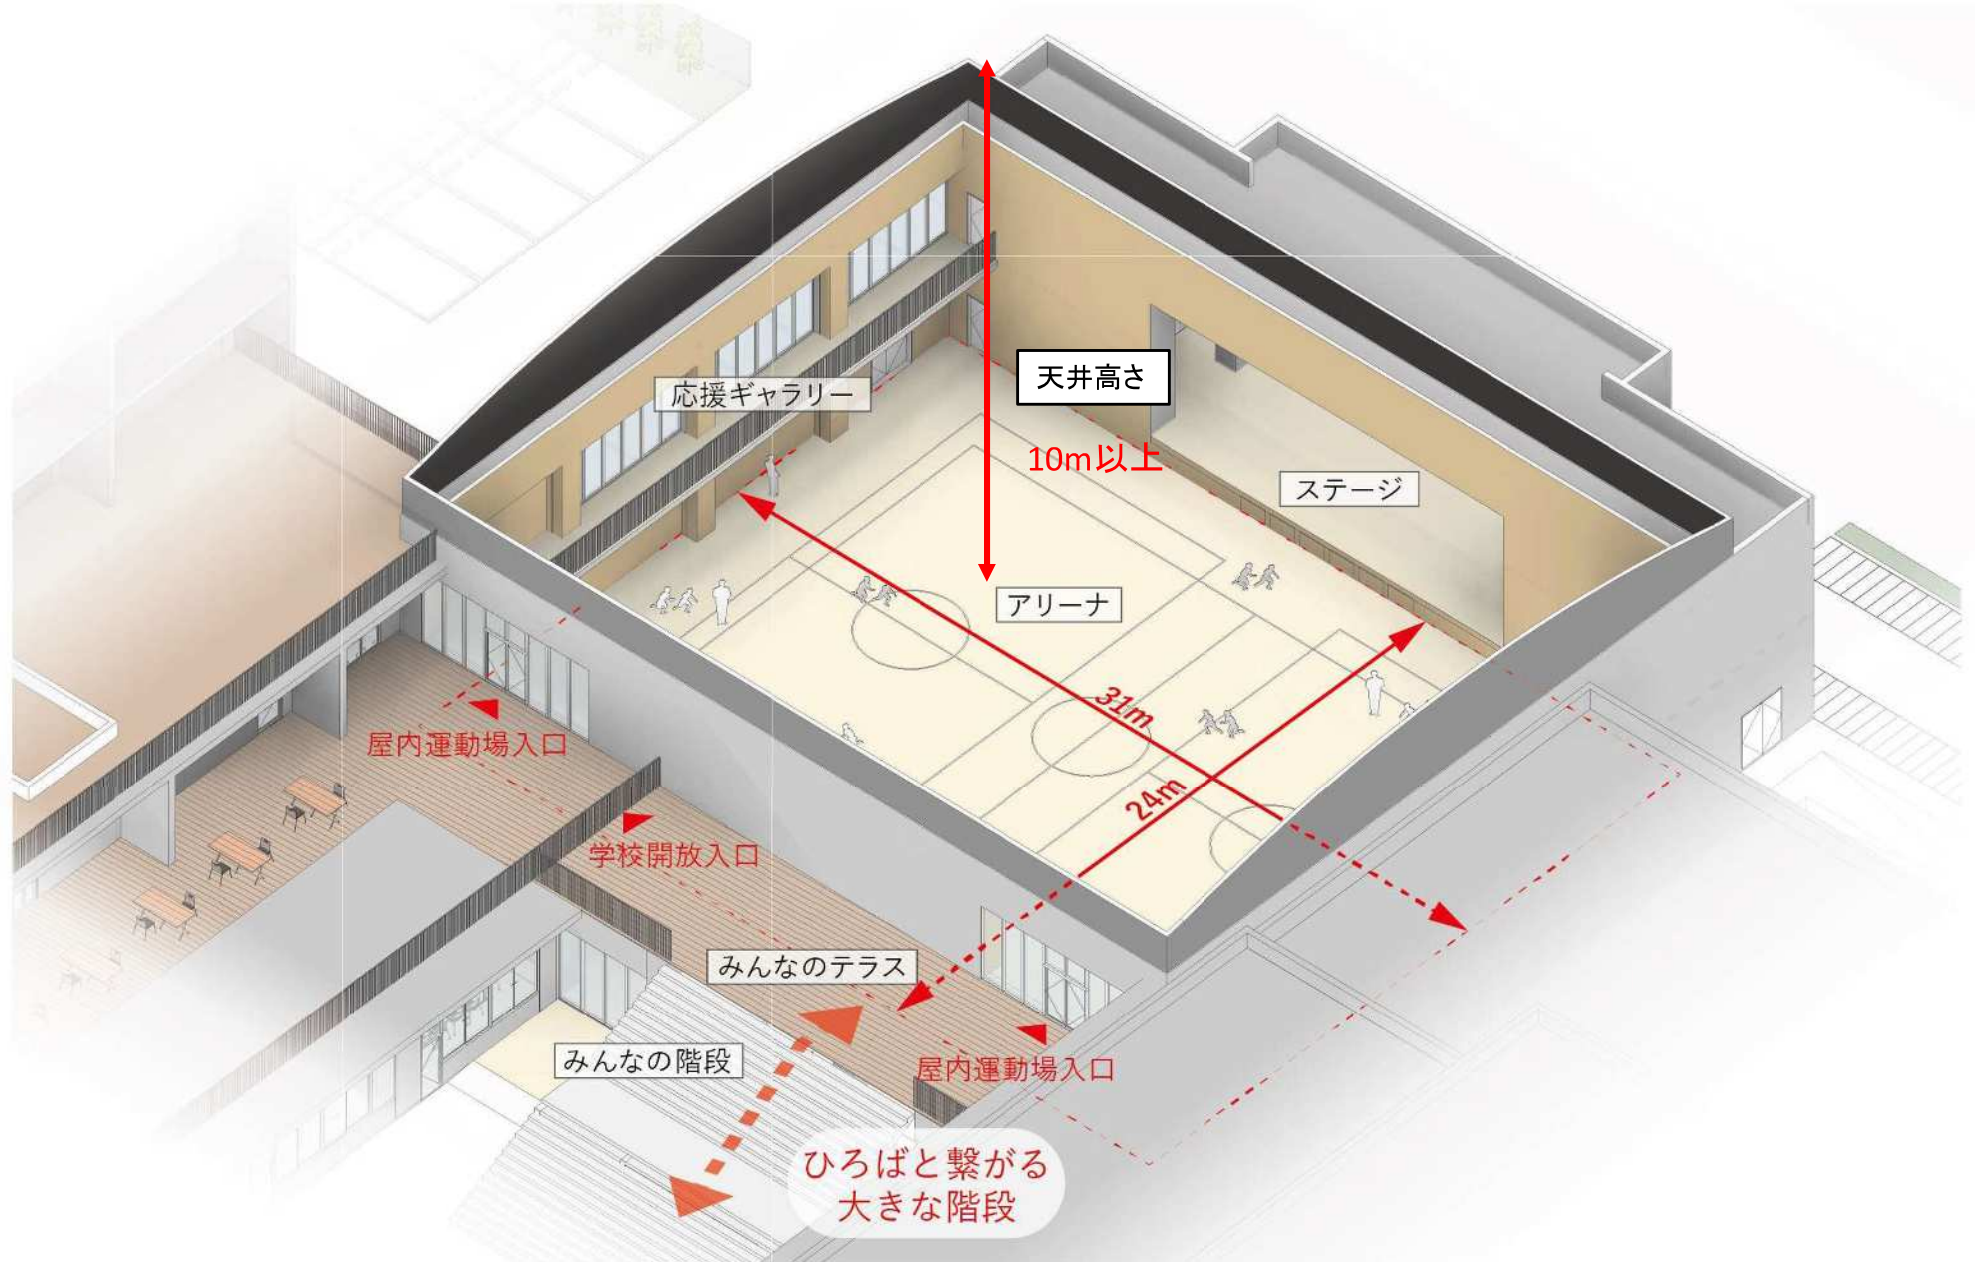 天井高さ
応援ギャラリー
10m以上
ステージ
アリーナ
31m
屋内運動場入口
24m
学校開放入口
みんなのテラス
みんなの階段
屋内運動場入口
ひろばと繋がる
大きな階段